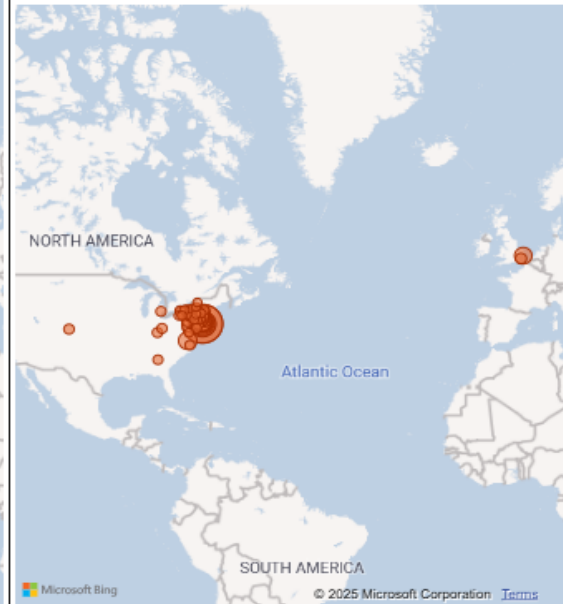 NORTH AMERICA
Atlantic Ocean
SOUTH AMERICA
Microsoft Bing
© 2025 Microsoft Corporation Terms